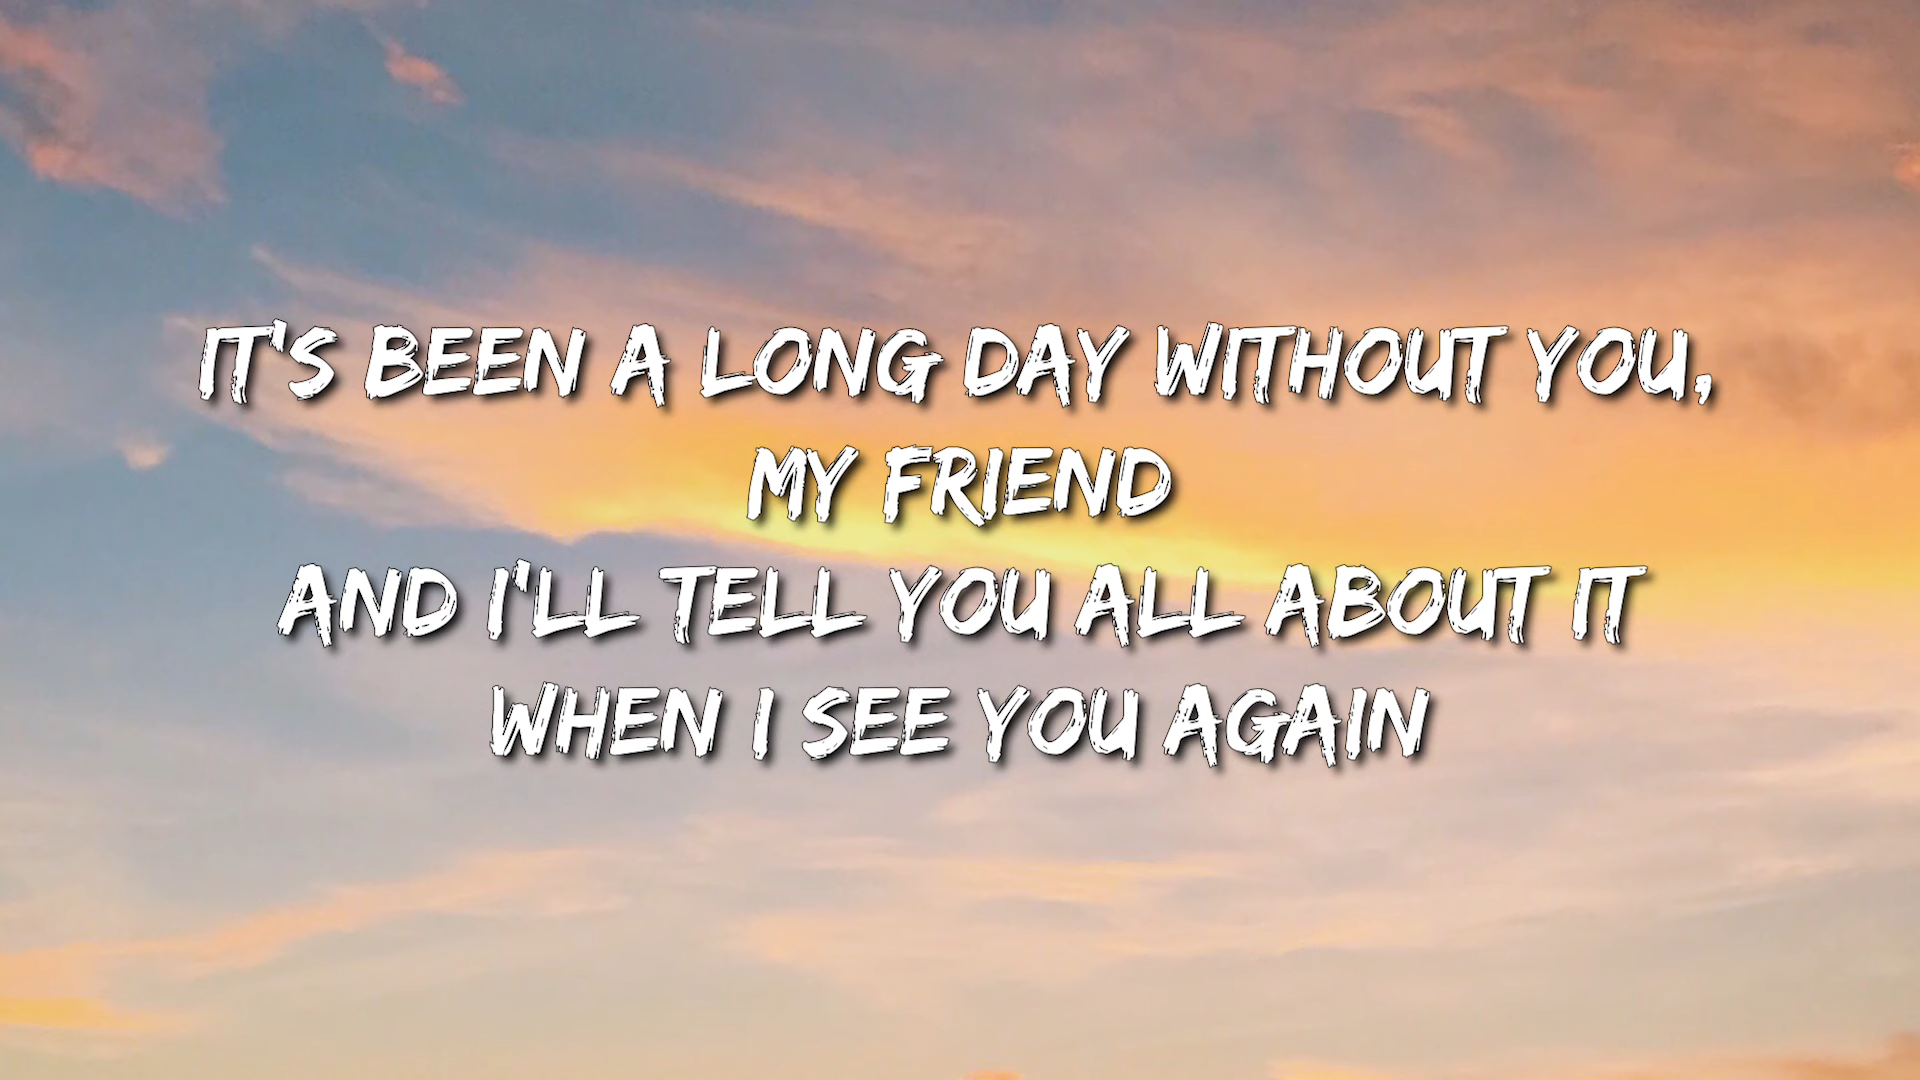 IT'S BEEN A LONG DAY WITHOUT YOU,
MY FRIEND
AND I'LL TELL YOU ALL ABOUT IT
WHEN I SEE YOU AGAIN